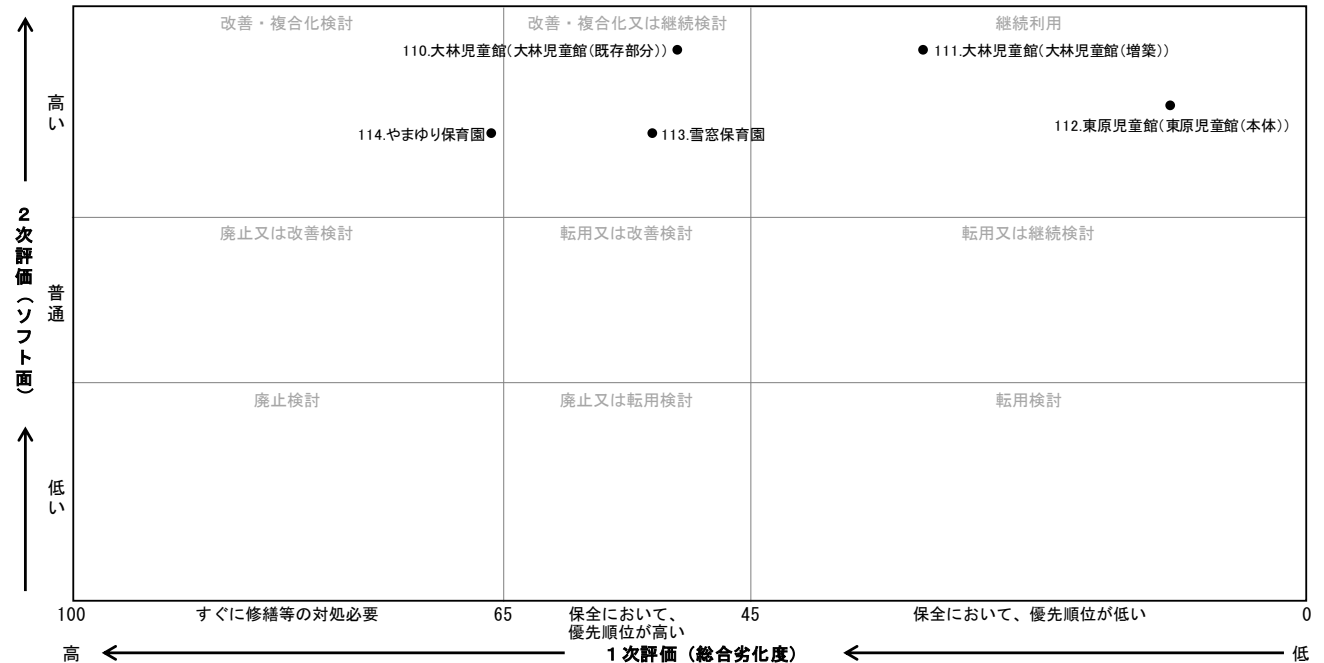 改善・複合化検討
改善・複合化又は継続検討
継続利用
110.大林児童館(大林児童館(既存部分))
111.大林児童館(大林児童館(増築))
112.東原児童館(東原児童館(本体))
114.やまゆり保育園
113.雪窓保育園
高い
2次評価(ソフト面)
廃止又は改善検討
転用又は改善検討
転用又は継続検討
普通
廃止検討
廃止又は転用検討
転用検討
低い
100
すぐに修繕等の対処必要
65
保全において、
優先順位が高い
45
保全において、優先順位が低い
0
高
1次評価(総合劣化度)
低